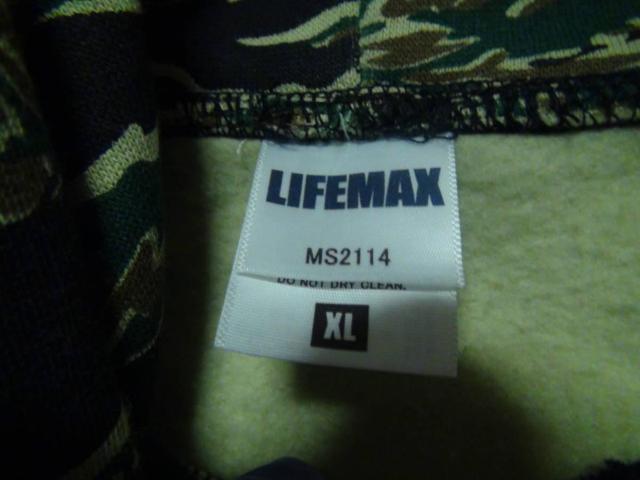 LIFEMAX
MS2114
DO NOT DRY CLEAN.
XL